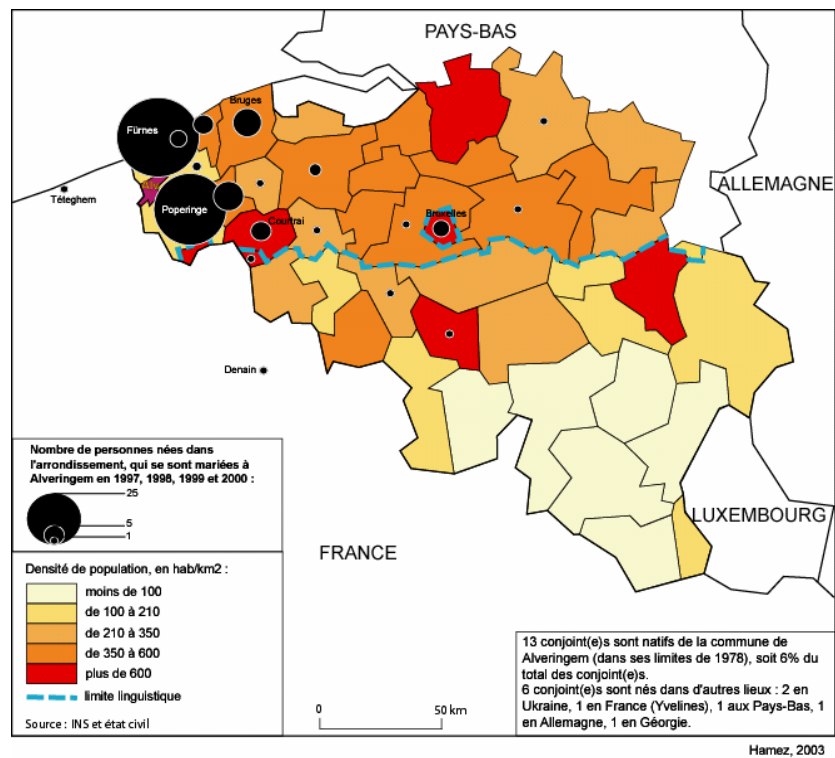 PAYS-BAS
Bruges
Fürnes
ALLEMAGNE
Téteghem
Poperinge
Courtrai
Bruxelles
Denain
LUXEMBOURG
FRANCE
Nombre de personnes nées dans
l'arrondissement, qui se sont mariées à
Alveringem en 1997, 1998, 1999 et 2000 :
25
5
1
Densité de population, en hab/km2 :
moins de 100
de 100 à 210
de 210 à 350
de 350 à 600
plus de 600
limite linguistique
Source : INS et état civil
0 50 km
13 conjoint(e)s sont natifs de la commune de
Alveringem (dans ses limites de 1978), soit 6% du
total des conjoint(e)s.
6 conjoint(e)s sont nés dans d'autres lieux : 2 en
Ukraine, 1 en France (Yvelines), 1 aux Pays-Bas, 1
en Allemagne, 1 en Géorgie.
Hamez, 2003